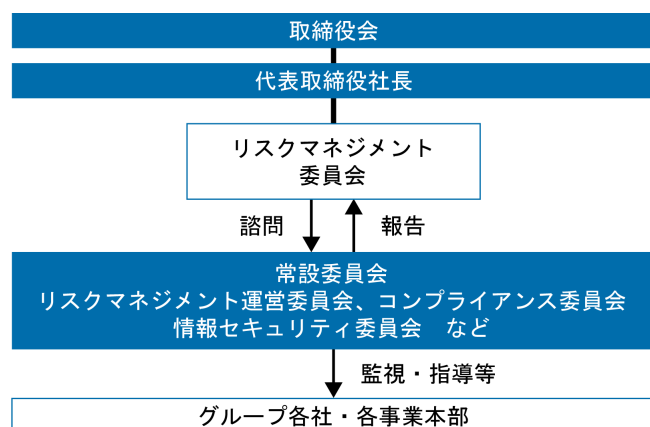 取締役会
代表取締役社長
リスクマネジメント
委員会
諮問
報告
常設委員会
リスクマネジメント運営委員会、コンプライアンス委員会
情報セキュリティ委員会　など
監視・指導等
グループ各社・各事業本部